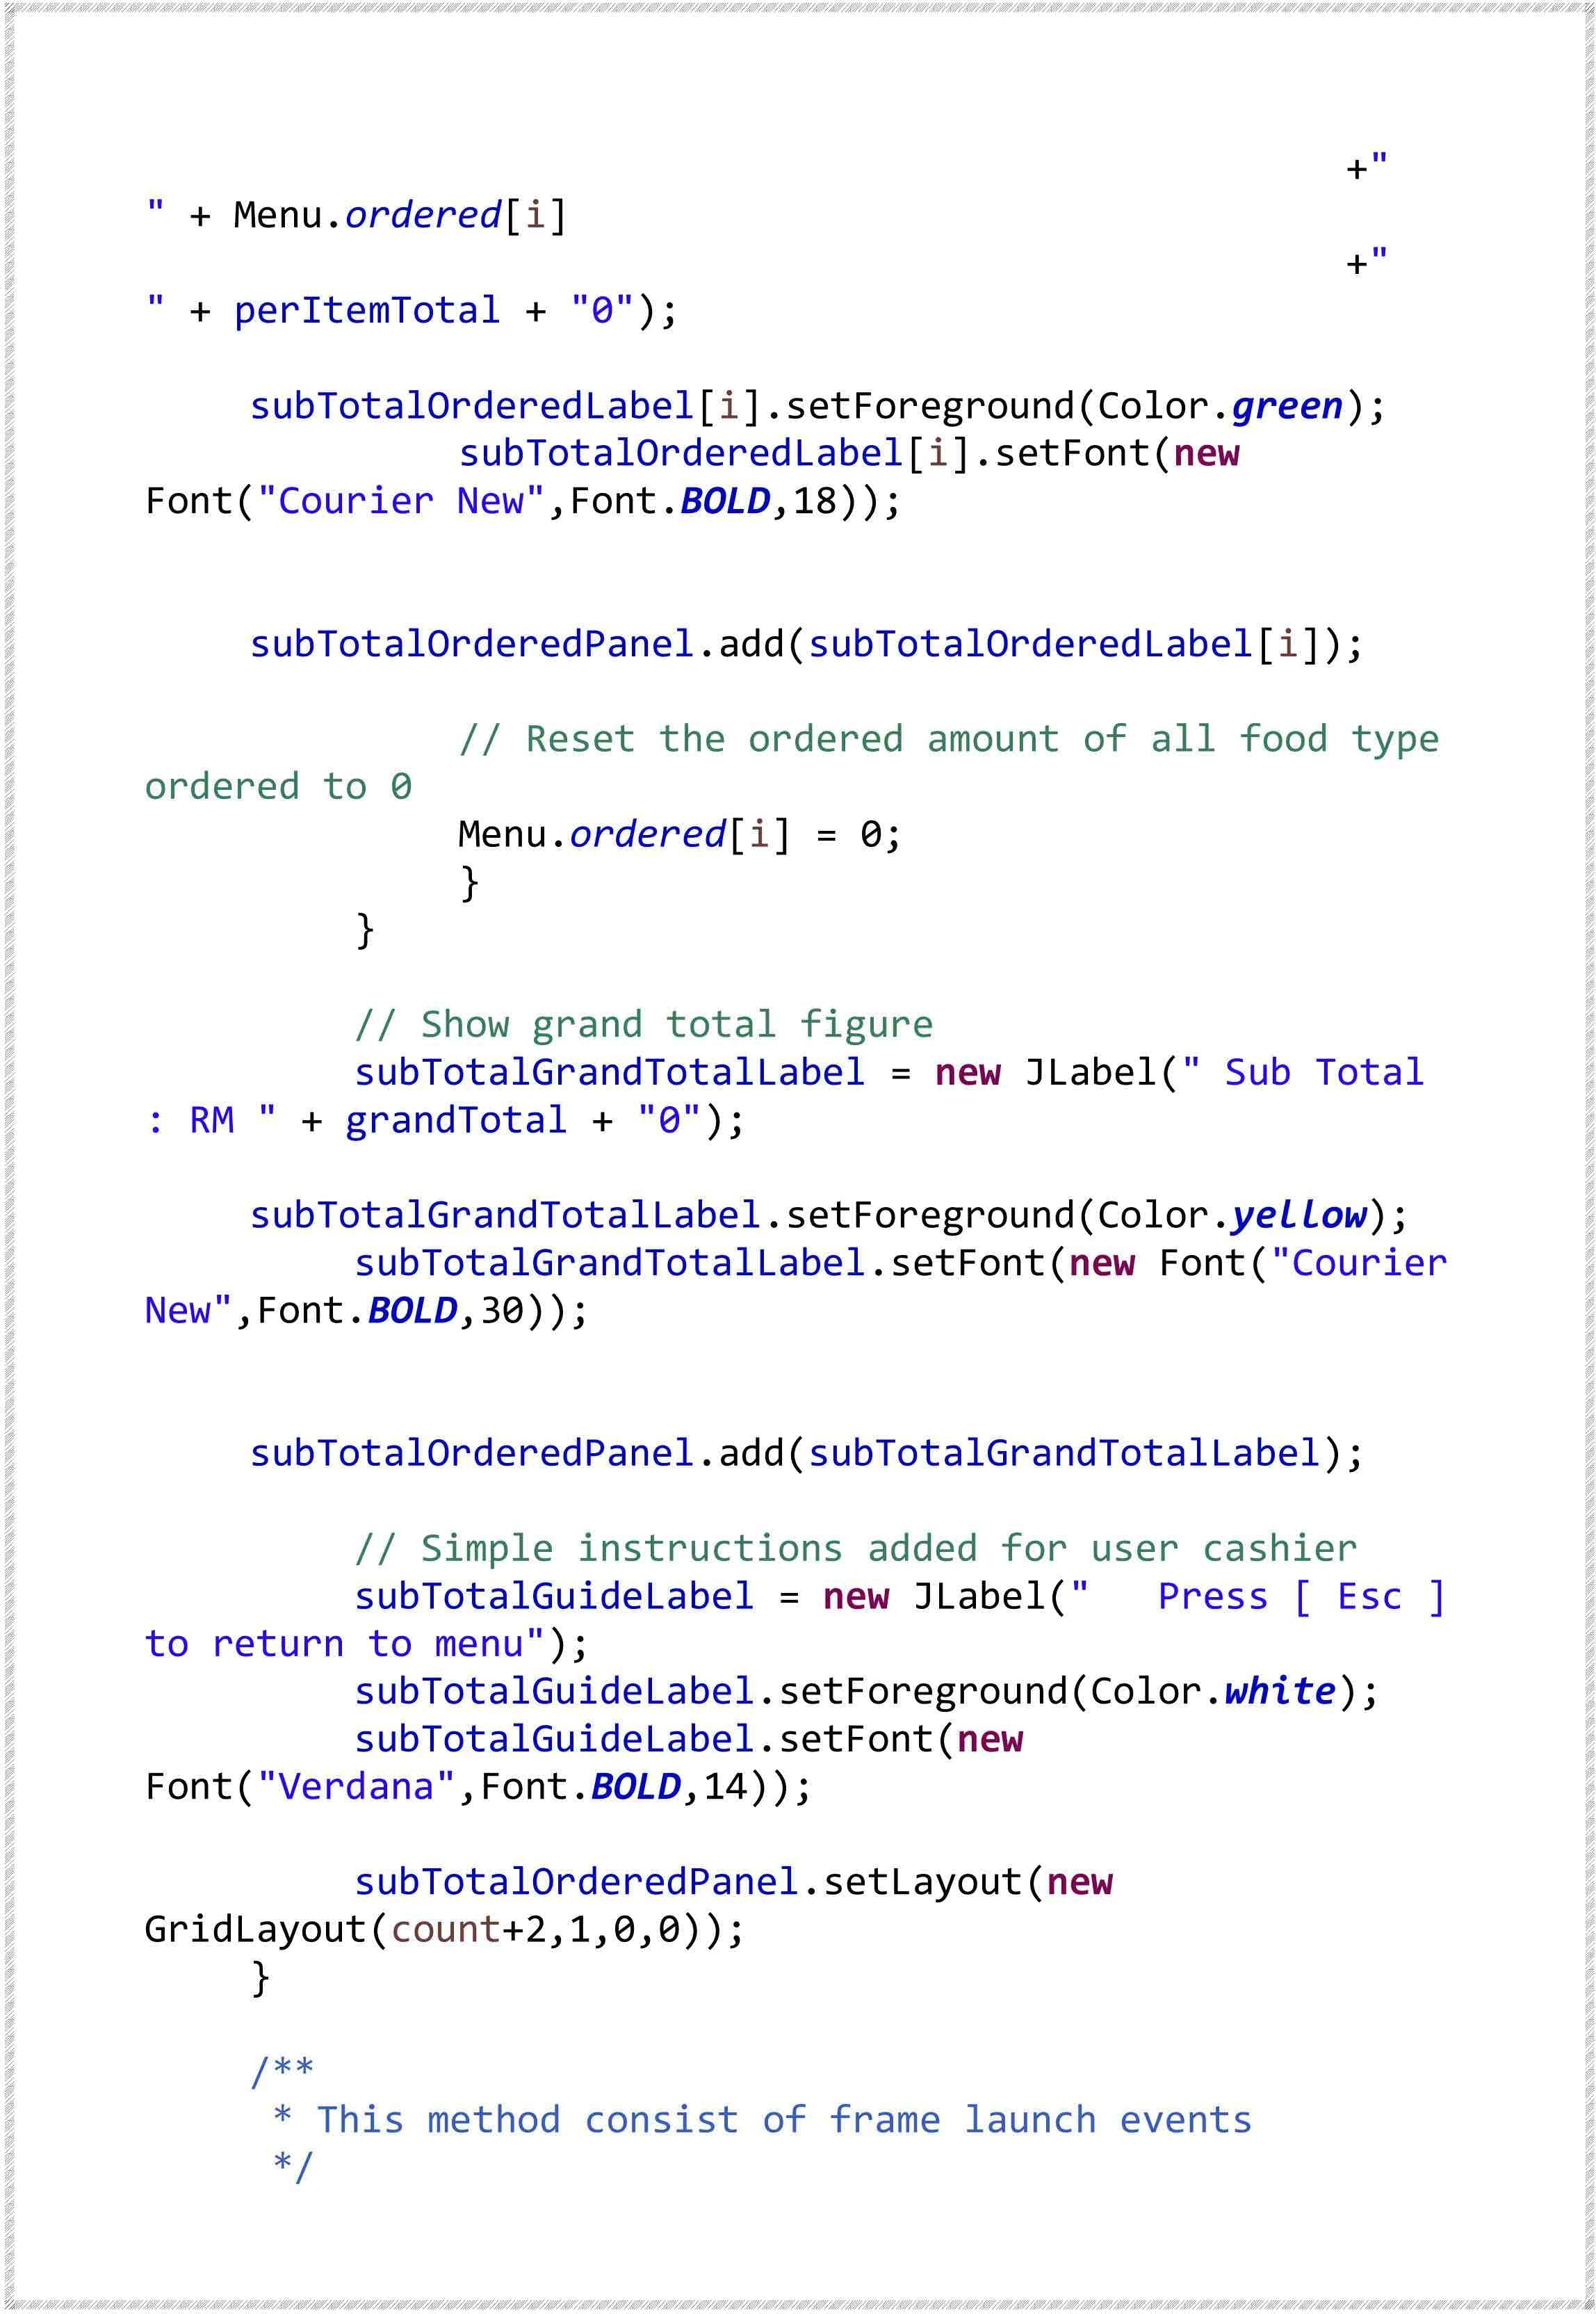 +"
" + Menu.ordered[i]
+"
" + perItemTotal + "0");
subTotalOrderedLabel[i].setForeground(Color.green);
subTotalOrderedLabel[i].setFont(new
Font("Courier New",Font.BOLD,18));
subTotalOrderedPanel.add(subTotalOrderedLabel[i]);
// Reset the ordered amount of all food type
ordered to 0
Menu.ordered[i] = 0;
}
}
// Show grand total figure
subTotalGrandTotalLabel = new JLabel(" Sub Total
: RM " + grandTotal + "0");
subTotalGrandTotalLabel.setForeground(Color.yellow);
subTotalGrandTotalLabel.setFont(new Font("Courier
New",Font.BOLD,30));
subTotalOrderedPanel.add(subTotalGrandTotalLabel);
// Simple instructions added for user cashier
subTotalGuideLabel = new JLabel("   Press [ Esc ]
to return to menu");
subTotalGuideLabel.setForeground(Color.white);
subTotalGuideLabel.setFont(new
Font("Verdana",Font.BOLD,14));
subTotalOrderedPanel.setLayout(new
GridLayout(count+2,1,0,0));
}
/**
* This method consist of frame launch events
*/